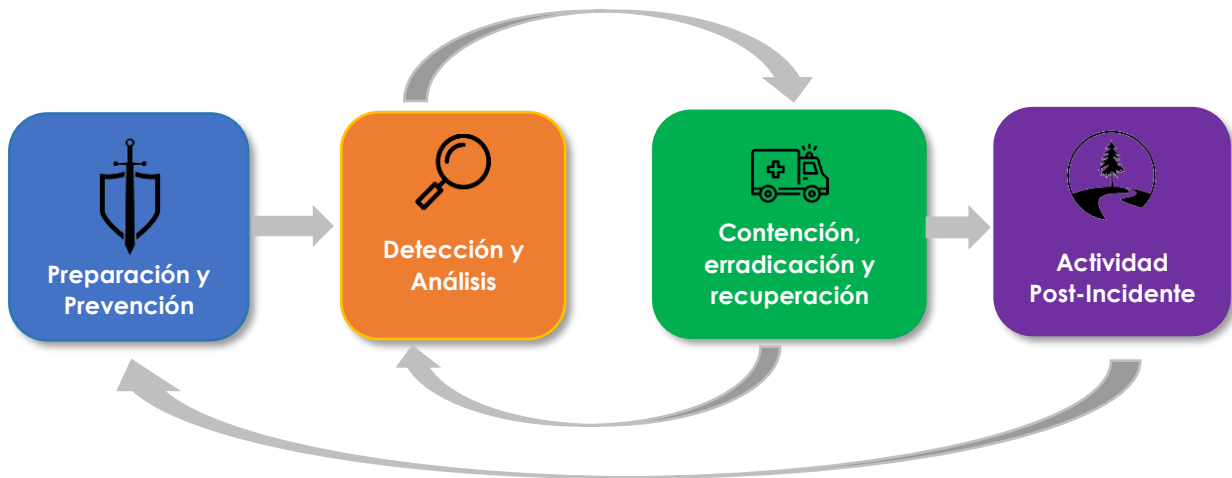 Preparación y
Prevención
Detección y
Análisis
Contención,
erradicación y
recuperación
Actividad
Post-Incidente